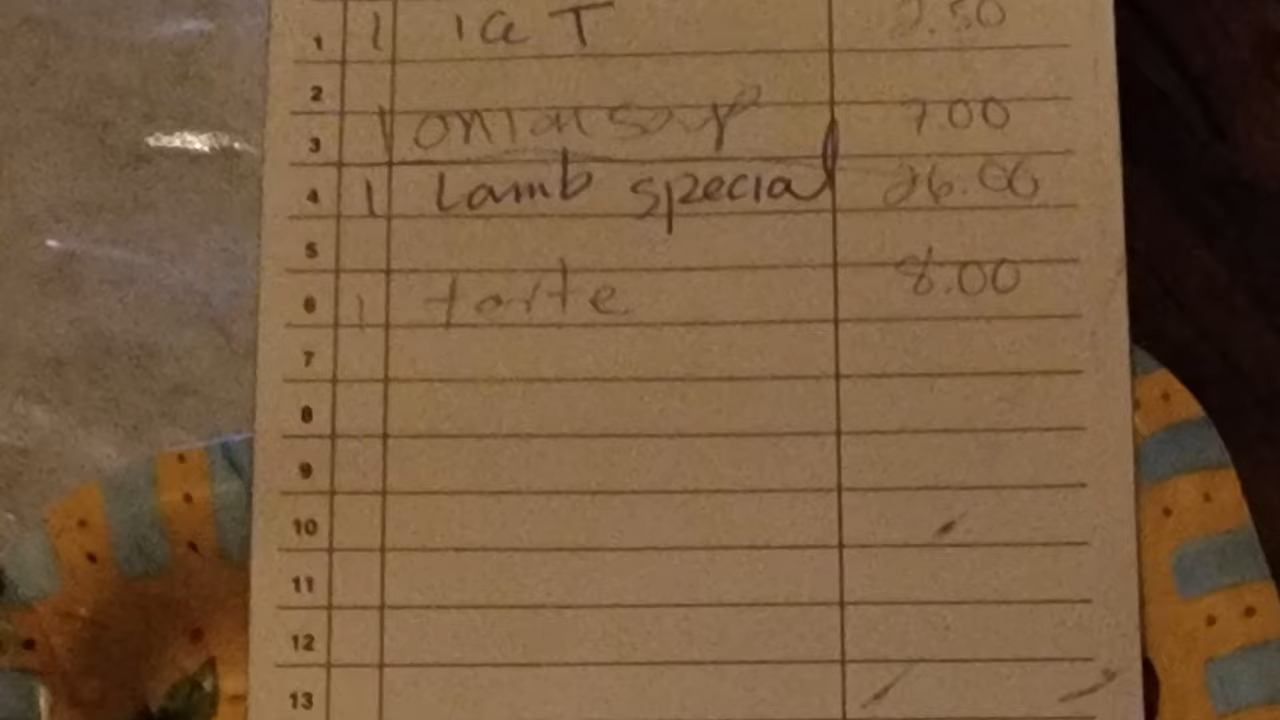 1 1 Ice T 2.50
2
3 1 onion soup 7.00
4 1 Lamb special 26.00
5
6 1 torte 8.00
7
8
9
10
11
12
13